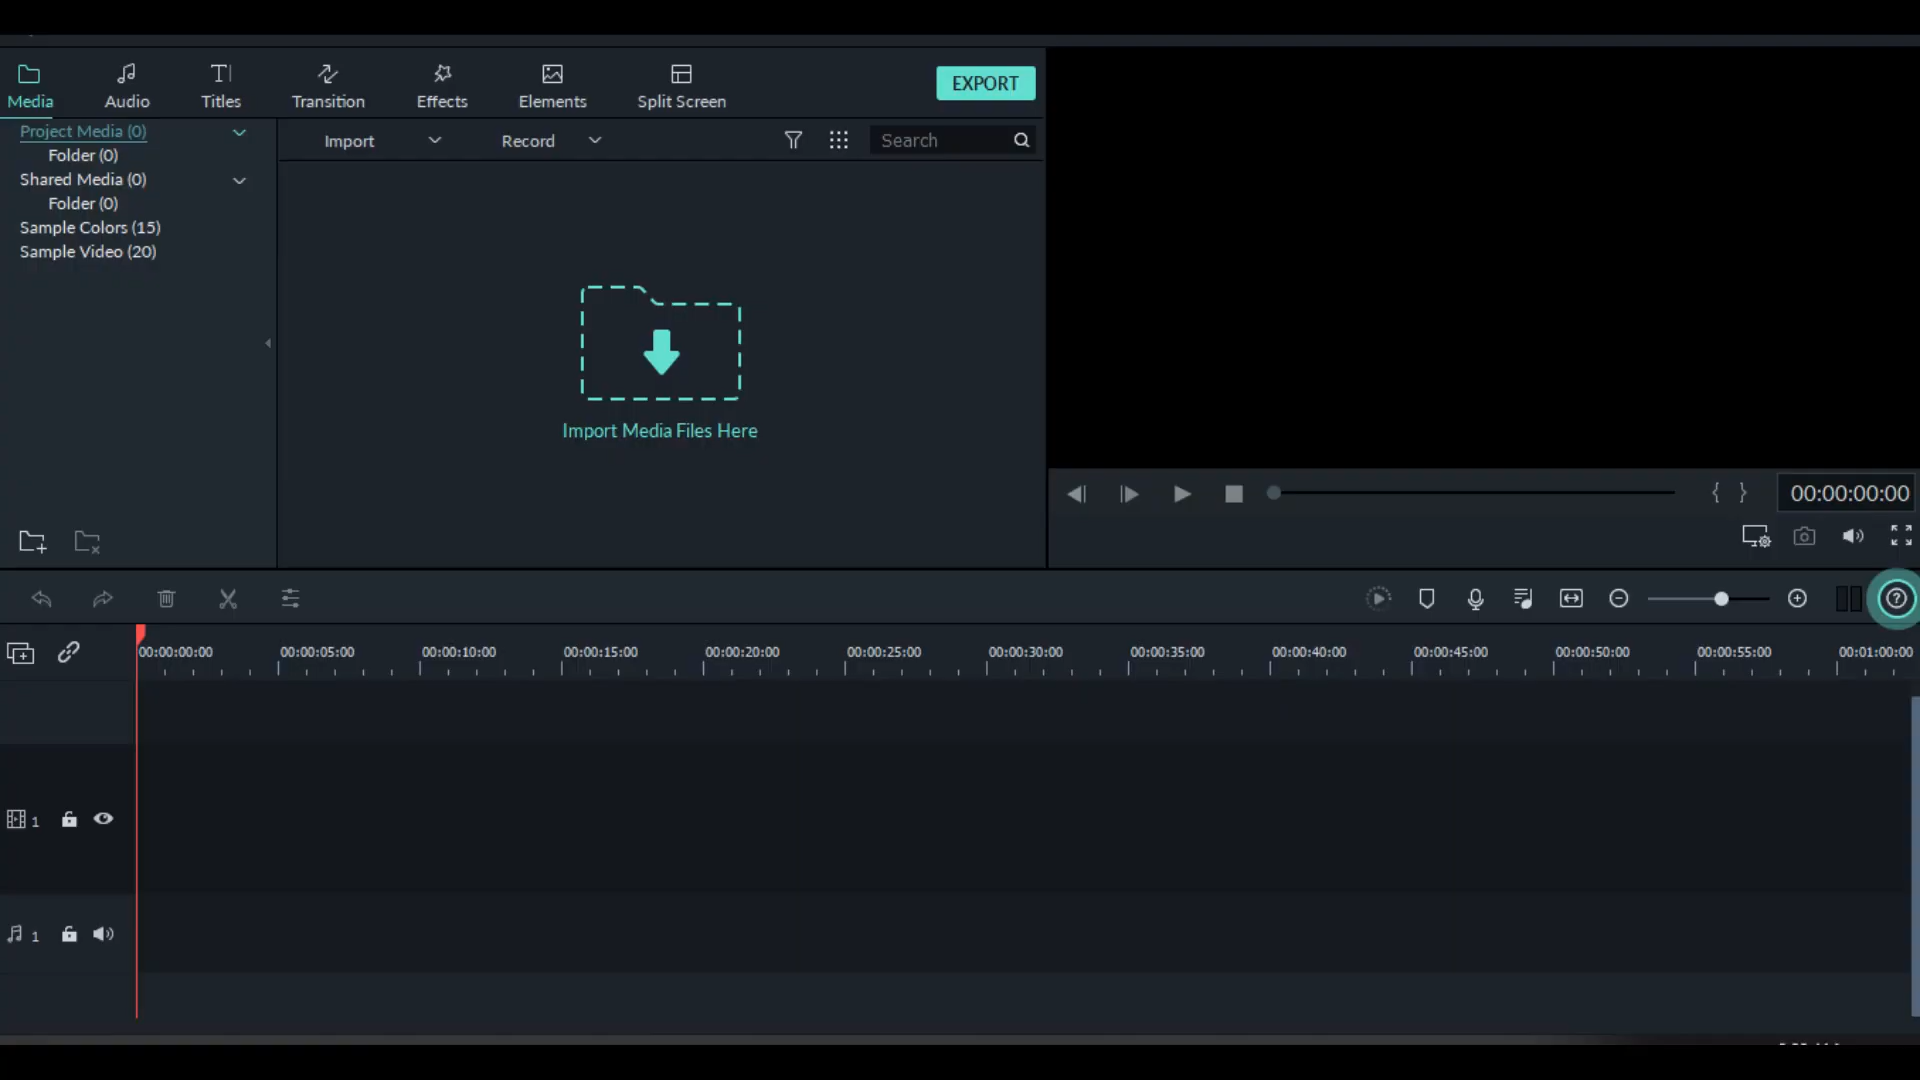 Media
Audio
Titles
Transition
Effects
Elements
Split Screen
EXPORT
Project Media (0)
Folder (0)
Shared Media (0)
Folder (0)
Sample Colors (15)
Sample Video (20)
Import
Record
Search
Import Media Files Here
00:00:00:00
00:00:00:00
00:00:05:00
00:00:10:00
00:00:15:00
00:00:20:00
00:00:25:00
00:00:30:00
00:00:35:00
00:00:40:00
00:00:45:00
00:00:50:00
00:00:55:00
00:01:00:00
1
1